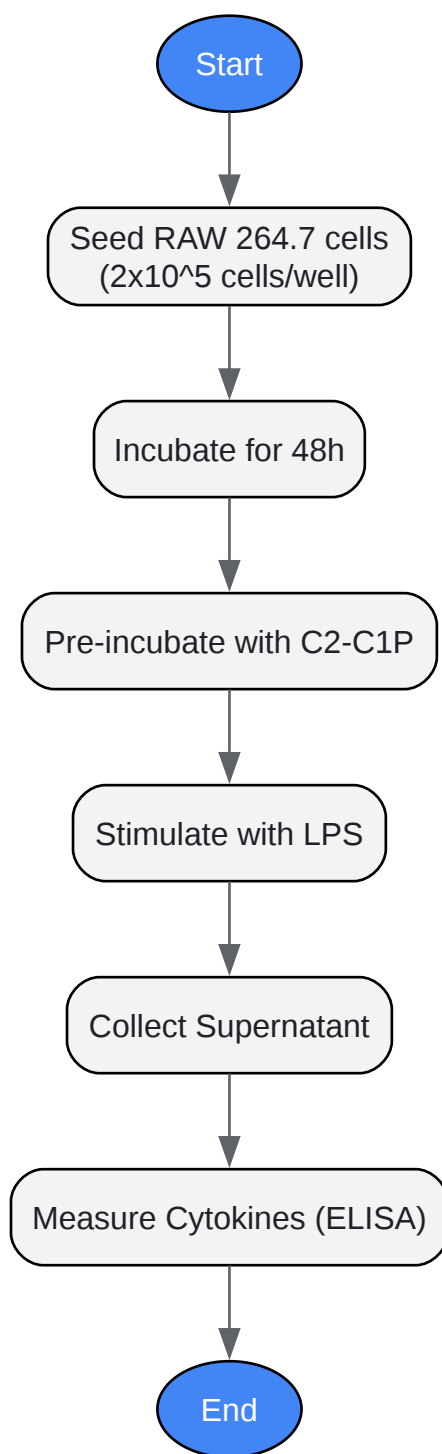 Start
Seed RAW 264.7 cells
(2x10^5 cells/well)
Incubate for 48h
Pre-incubate with C2-C1P
Stimulate with LPS
Collect Supernatant
Measure Cytokines (ELISA)
End